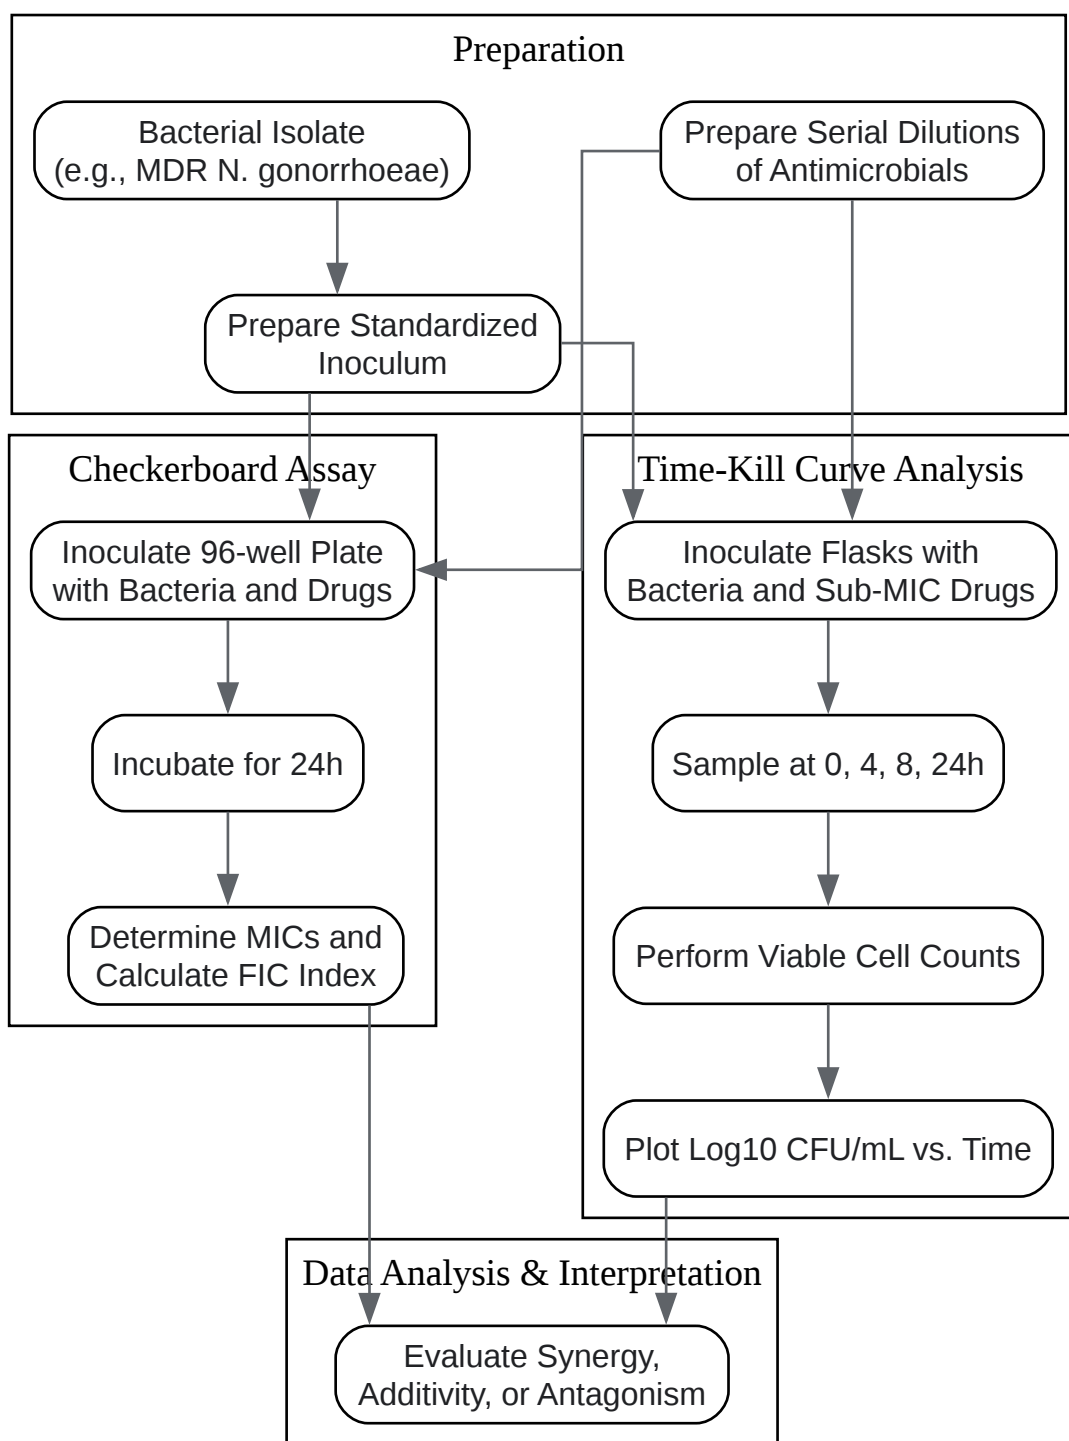 Preparation
Bacterial Isolate
(e.g., MDR N. gonorrhoeae)
Prepare Serial Dilutions
of Antimicrobials
Prepare Standardized
Inoculum
Checkerboard Assay
Inoculate 96-well Plate
with Bacteria and Drugs
Incubate for 24h
Determine MICs and
Calculate FIC Index
Time-Kill Curve Analysis
Inoculate Flasks with
Bacteria and Sub-MIC Drugs
Sample at 0, 4, 8, 24h
Perform Viable Cell Counts
Plot Log10 CFU/mL vs. Time
Data Analysis & Interpretation
Evaluate Synergy,
Additivity, or Antagonism